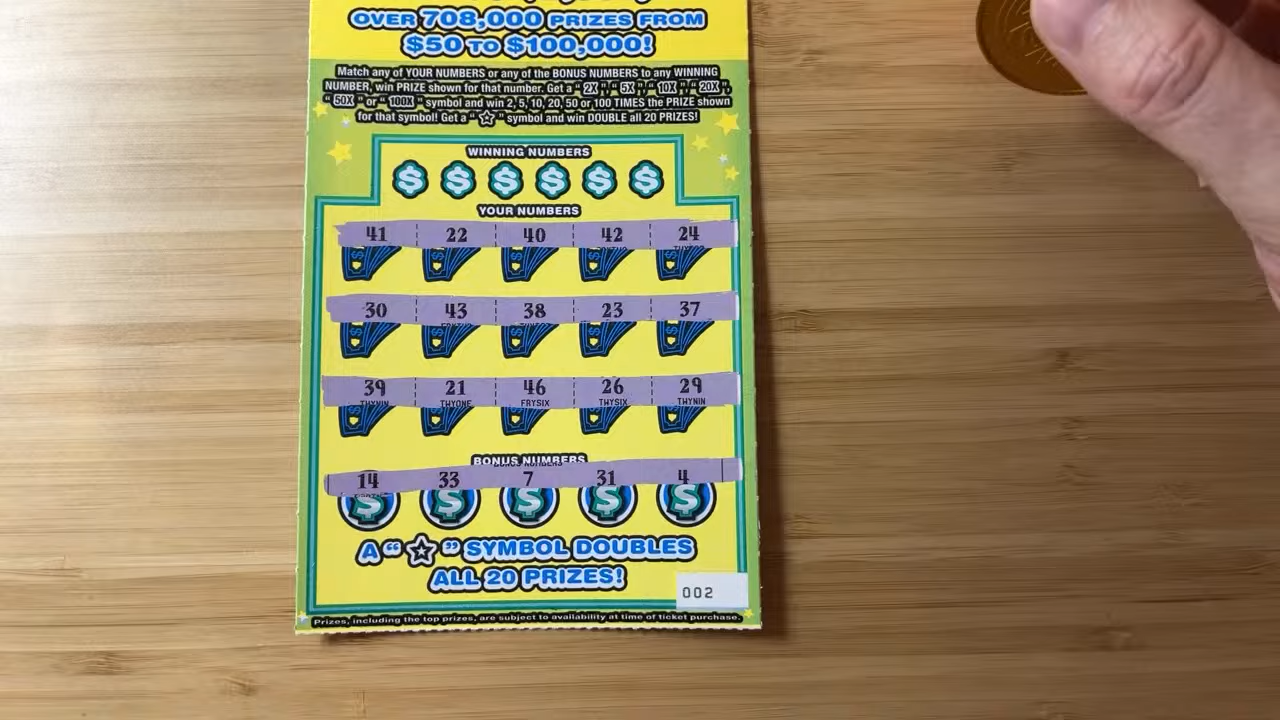 OVER 708,000 PRIZES FROM
$50 TO $100,000!
Match any of YOUR NUMBERS or any of the BONUS NUMBERS to any WINNING
NUMBER, win PRIZE shown for that number. Get a "2X", "5X", "10X", "20X",
"50X" or "100X" symbol and win 2, 5, 10, 20, 50 or 100 TIMES the PRIZE shown
for that symbol! Get a "☆" symbol and win DOUBLE all 20 PRIZES!
WINNING NUMBERS
$ $ $ $ $ $
YOUR NUMBERS
41 22 40 42 24
30 43 38 23 37
39 21 46 26 29
THYNIN THYONE FRYSIX THYSIX THYNIN
BONUS NUMBERS
14 33 7 31 4
$ $ $ $ $
A "☆" SYMBOL DOUBLES
ALL 20 PRIZES!
002
Prizes, including the top prizes, are subject to availability at time of ticket purchase.